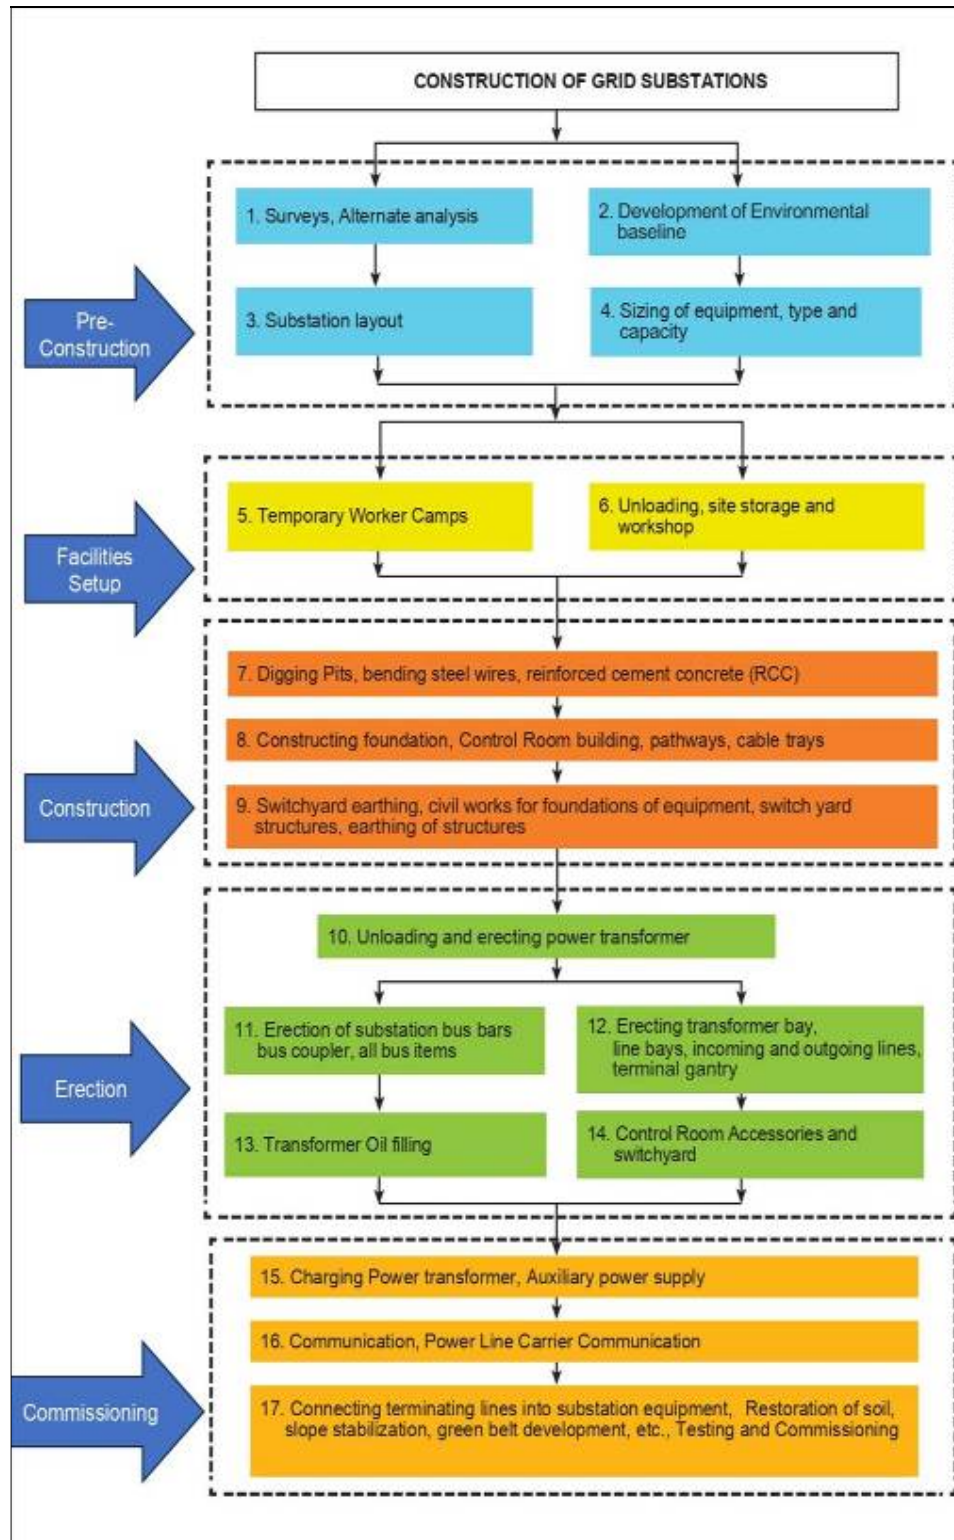 CONSTRUCTION OF GRID SUBSTATIONS
1. Surveys, Alternate analysis
2. Development of Environmental
baseline
Pre-
Construction
3. Substation layout
4. Sizing of equipment, type and
capacity
Facilities
Setup
5. Temporary Worker Camps
6. Unloading, site storage and
workshop
Construction
7. Digging Pits, bending steel wires, reinforced cement concrete (RCC)
8. Constructing foundation, Control Room building, pathways, cable trays
9. Switchyard earthing, civil works for foundations of equipment, switch yard
structures, earthing of structures
Erection
10. Unloading and erecting power transformer
11. Erection of substation bus bars
bus coupler, all bus items
12. Erecting transformer bay,
line bays, incoming and outgoing lines,
terminal gantry
13. Transformer Oil filling
14. Control Room Accessories and
switchyard
Commissioning
15. Charging Power transformer, Auxiliary power supply
16. Communication, Power Line Carrier Communication
17. Connecting terminating lines into substation equipment, Restoration of soil,
slope stabilization, green belt development, etc., Testing and Commissioning